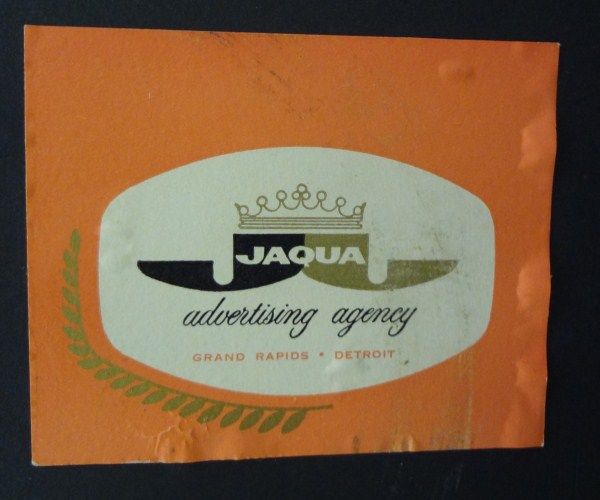 JAQUA
advertising agency
GRAND RAPIDS • DETROIT